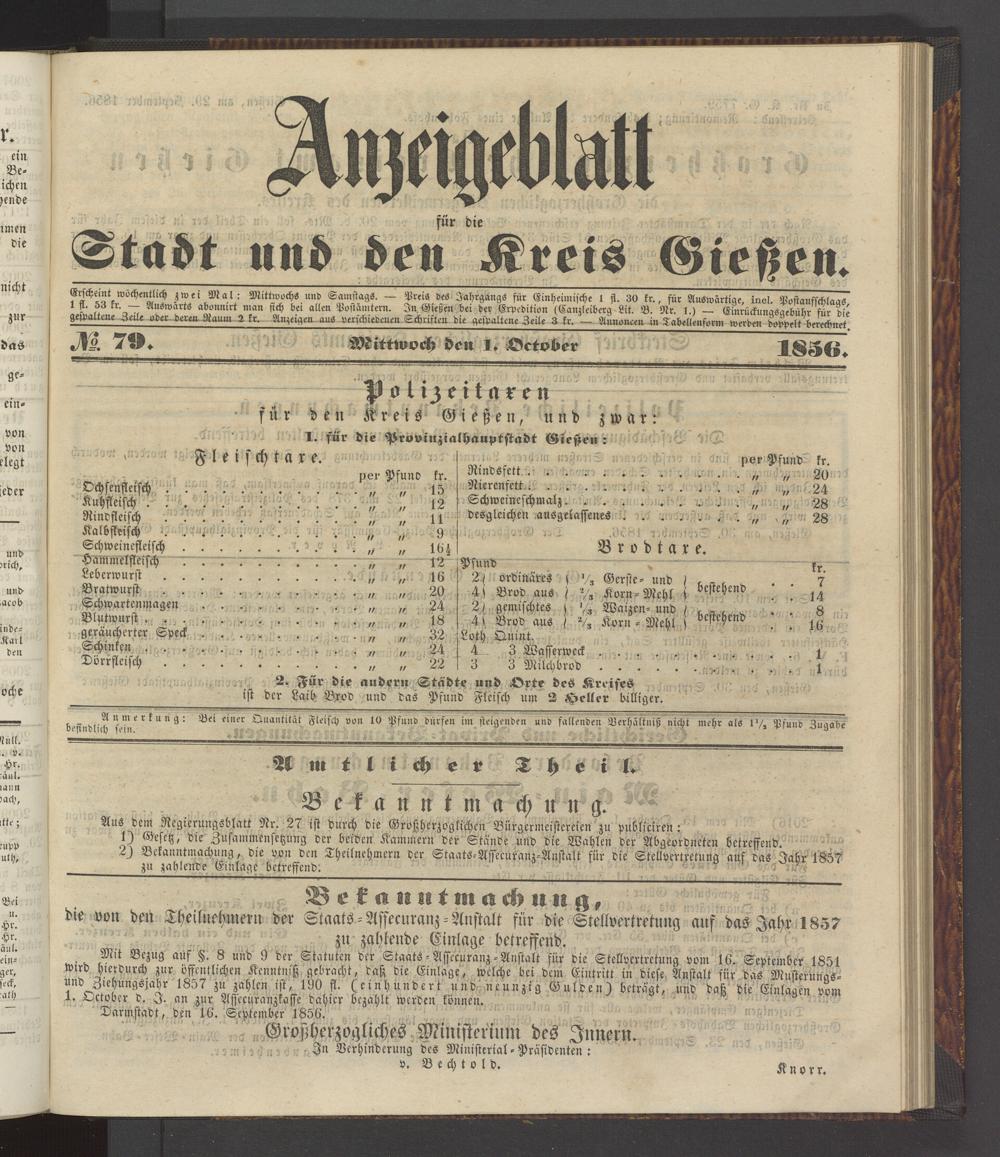 Anzeigeblatt
für die
Stadt und den Kreis Gießen.
Erscheint wöchentlich zwei Mal: Mittwochs und Samstags. — Preis des Jahrgangs für Einheimische 1 fl. 30 kr., für Auswärtige, incl. Postaufschlags,
1 fl. 53 kr. — Auswärts abonnirt man sich bei allen Postämtern. In Gießen bei der Expedition (Canzleiberg Lit. B. Nr. 1.) — Einrückungsgebühr für die
gespaltene Zeile oder deren Raum 2 kr. Anzeigen aus verschiedenen Schriften die gespaltene Zeile 3 kr. — Annoncen in Tabellenform werden doppelt berechnet.
No. 79. Mittwoch den 1. October 1856.
Polizeitaxen
für den Kreis Gießen, und zwar:
1. für die Provinzialhauptstadt Gießen:
Fleischtaxe.
per Pfund kr.
Ochsenfleisch . . . „ „ 15
Kuhfleisch . . . „ „ 12
Rindfleisch . . . „ „ 11
Kalbfleisch . . . „ „ 9
Schweinefleisch . . . „ „ 16½
Hammelfleisch . . . „ „ 12
Leberwurst . . . „ „ 16
Bratwurst . . . „ „ 20
Schwartenmagen . . . „ „ 24
Blutwurst . . . „ „ 18
geräucherter Speck . . . „ „ 32
Schinken . . . „ „ 24
Dörrfleisch . . . „ „ 22
per Pfund kr.
Rindsfett . . . „ „ 20
Nierenfett . . . „ „ 24
Schweineschmalz . . . „ „ 28
desgleichen ausgelassenes . . . „ „ 28
Brodtaxe.
Pfund kr.
2 } ordinäres { 1/3 Gerste- und } bestehend . . 7
4 } Brod aus { 2/3 Korn-Mehl } . . 14
2 } gemischtes { 1/3 Waizen- und } bestehend . . 8
4 } Brod aus { 2/3 Korn-Mehl } . . 16
Loth Quint.
4 3 Wasserweck . . . 1
3 3 Milchbrod . . . 1
2. Für die andern Städte und Orte des Kreises
ist der Laib Brod und das Pfund Fleisch um 2 Heller billiger.
Anmerkung: Bei einer Quantität Fleisch von 10 Pfund dürfen im steigenden und fallenden Verhältniß nicht mehr als 1½ Pfund Zugabe
befindlich sein.
Amtlicher Theil.
Bekanntmachung.
Aus dem Regierungsblatt Nr. 27 ist durch die Großherzoglichen Bürgermeistereien zu publiciren:
1) Gesetz, die Zusammensetzung der beiden Kammern der Stände und die Wahlen der Abgeordneten betreffend.
2) Bekanntmachung, die von den Theilnehmern der Staats-Assecuranz-Anstalt für die Stellvertretung auf das Jahr 1857
zu zahlende Einlage betreffend.
Bekanntmachung,
die von den Theilnehmern der Staats-Assecuranz-Anstalt für die Stellvertretung auf das Jahr 1857
zu zahlende Einlage betreffend.
Mit Bezug auf §. 8 und 9 der Statuten der Staats-Assecuranz-Anstalt für die Stellvertretung vom 16. September 1851
wird hierdurch zur öffentlichen Kenntniß gebracht, daß die Einlage, welche bei dem Eintritt in diese Anstalt für das Musterungs-
und Ziehungsjahr 1857 zu zahlen ist, 190 fl. (einhundert und neunzig Gulden) beträgt, und daß die Einlagen vom
1. October d. J. an zur Assecuranzkasse dahier bezahlt werden können.
Darmstadt, den 16. September 1856.
Großherzogliches Ministerium des Innern.
In Verhinderung des Ministerial-Präsidenten:
v. Bechtold.
Knorr.